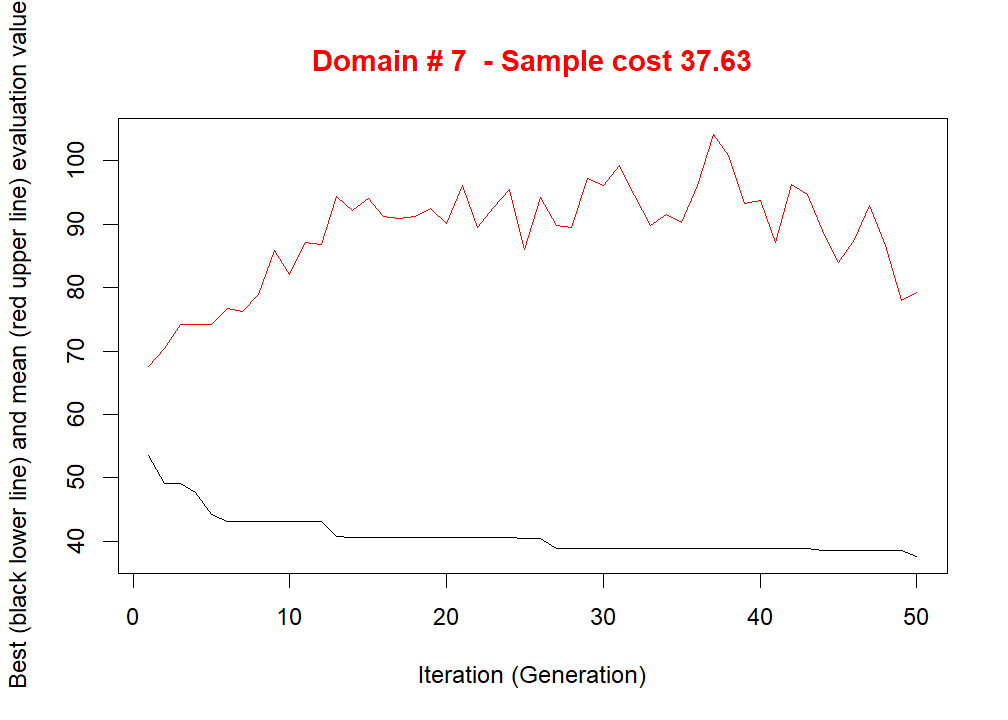 Domain # 7  - Sample cost 37.63
Best (black lower line) and mean (red upper line) evaluation value
100
90
80
70
60
50
40
0 10 20 30 40 50
Iteration (Generation)